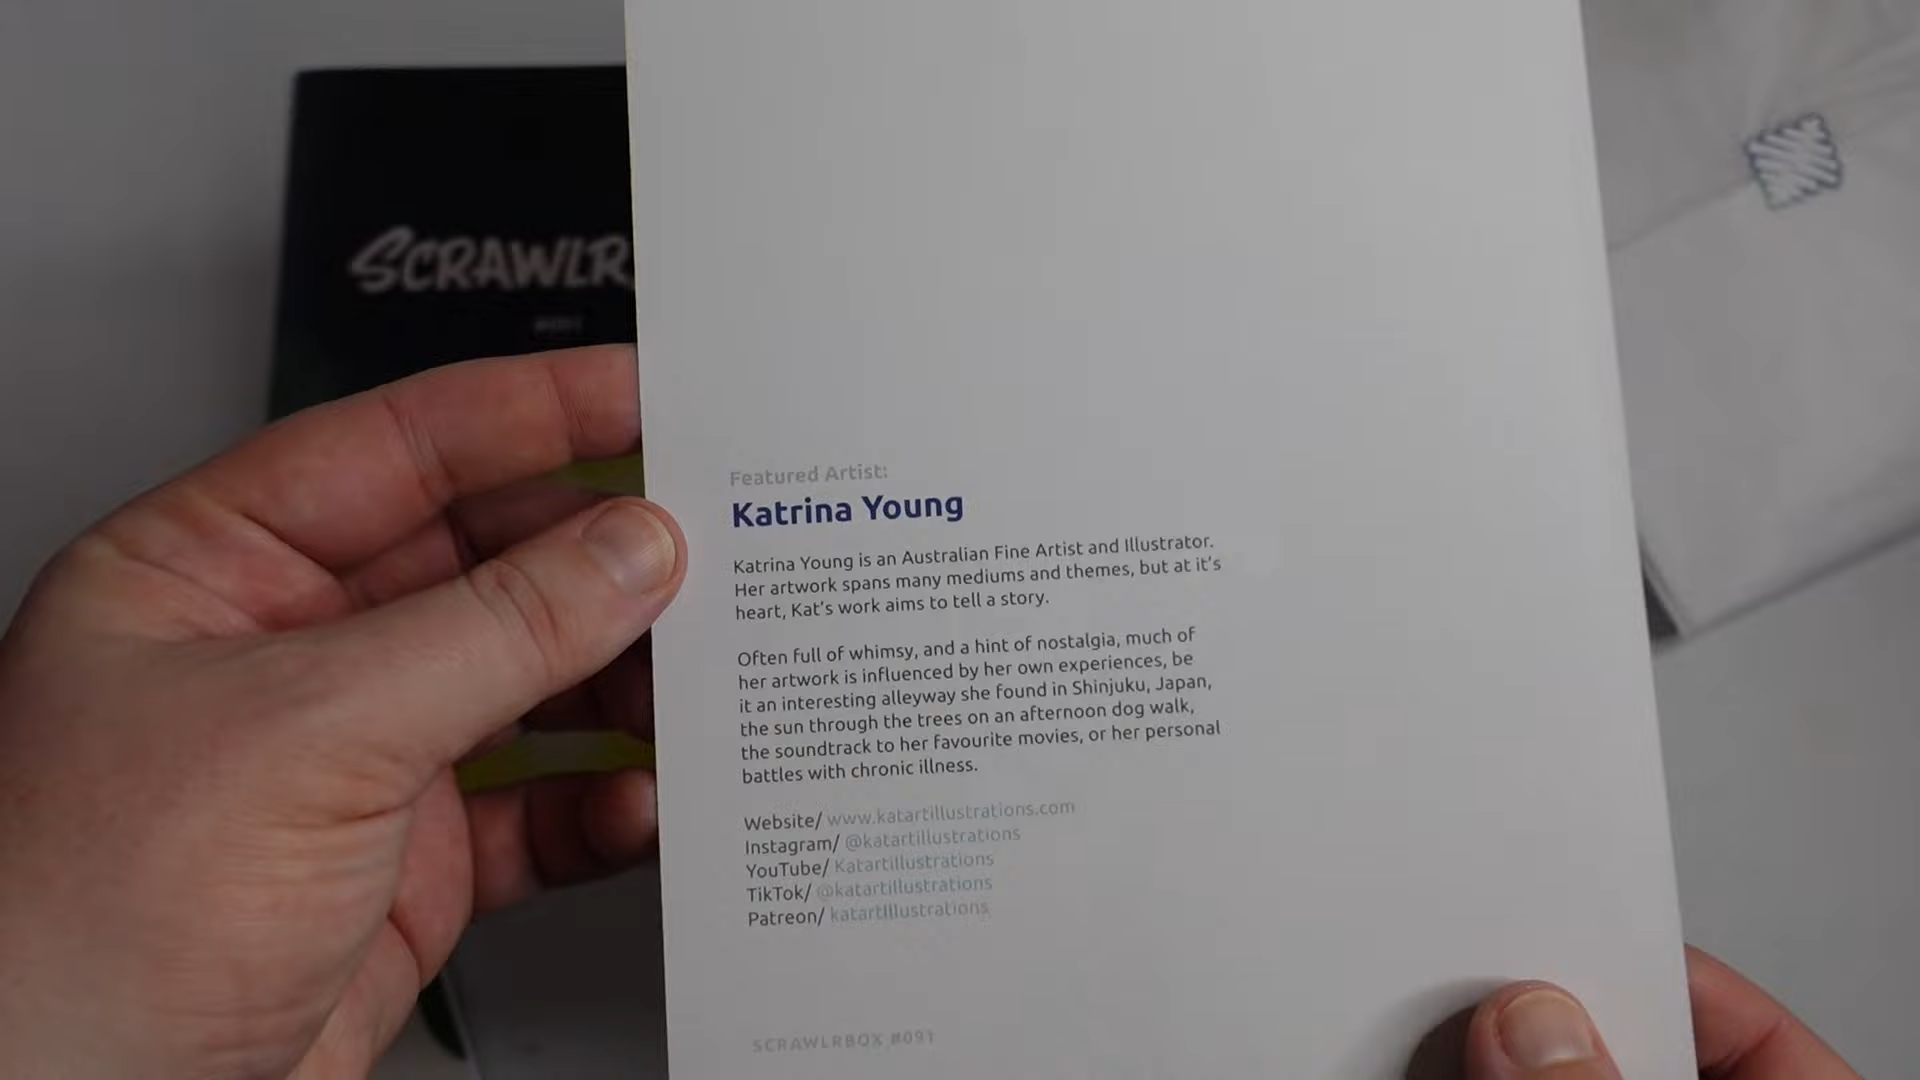 SCRAWLR
Featured Artist:
Katrina Young
Katrina Young is an Australian Fine Artist and Illustrator.
Her artwork spans many mediums and themes, but at it's
heart, Kat's work aims to tell a story.
Often full of whimsy, and a hint of nostalgia, much of
her artwork is influenced by her own experiences, be
it an interesting alleyway she found in Shinjuku, Japan,
the sun through the trees on an afternoon dog walk,
the soundtrack to her favourite movies, or her personal
battles with chronic illness.
Website/ www.katartillustrations.com
Instagram/ @katartillustrations
YouTube/ Katartillustrations
TikTok/ @katartillustrations
Patreon/ katartillustrations
SCRAWLRBOX #091